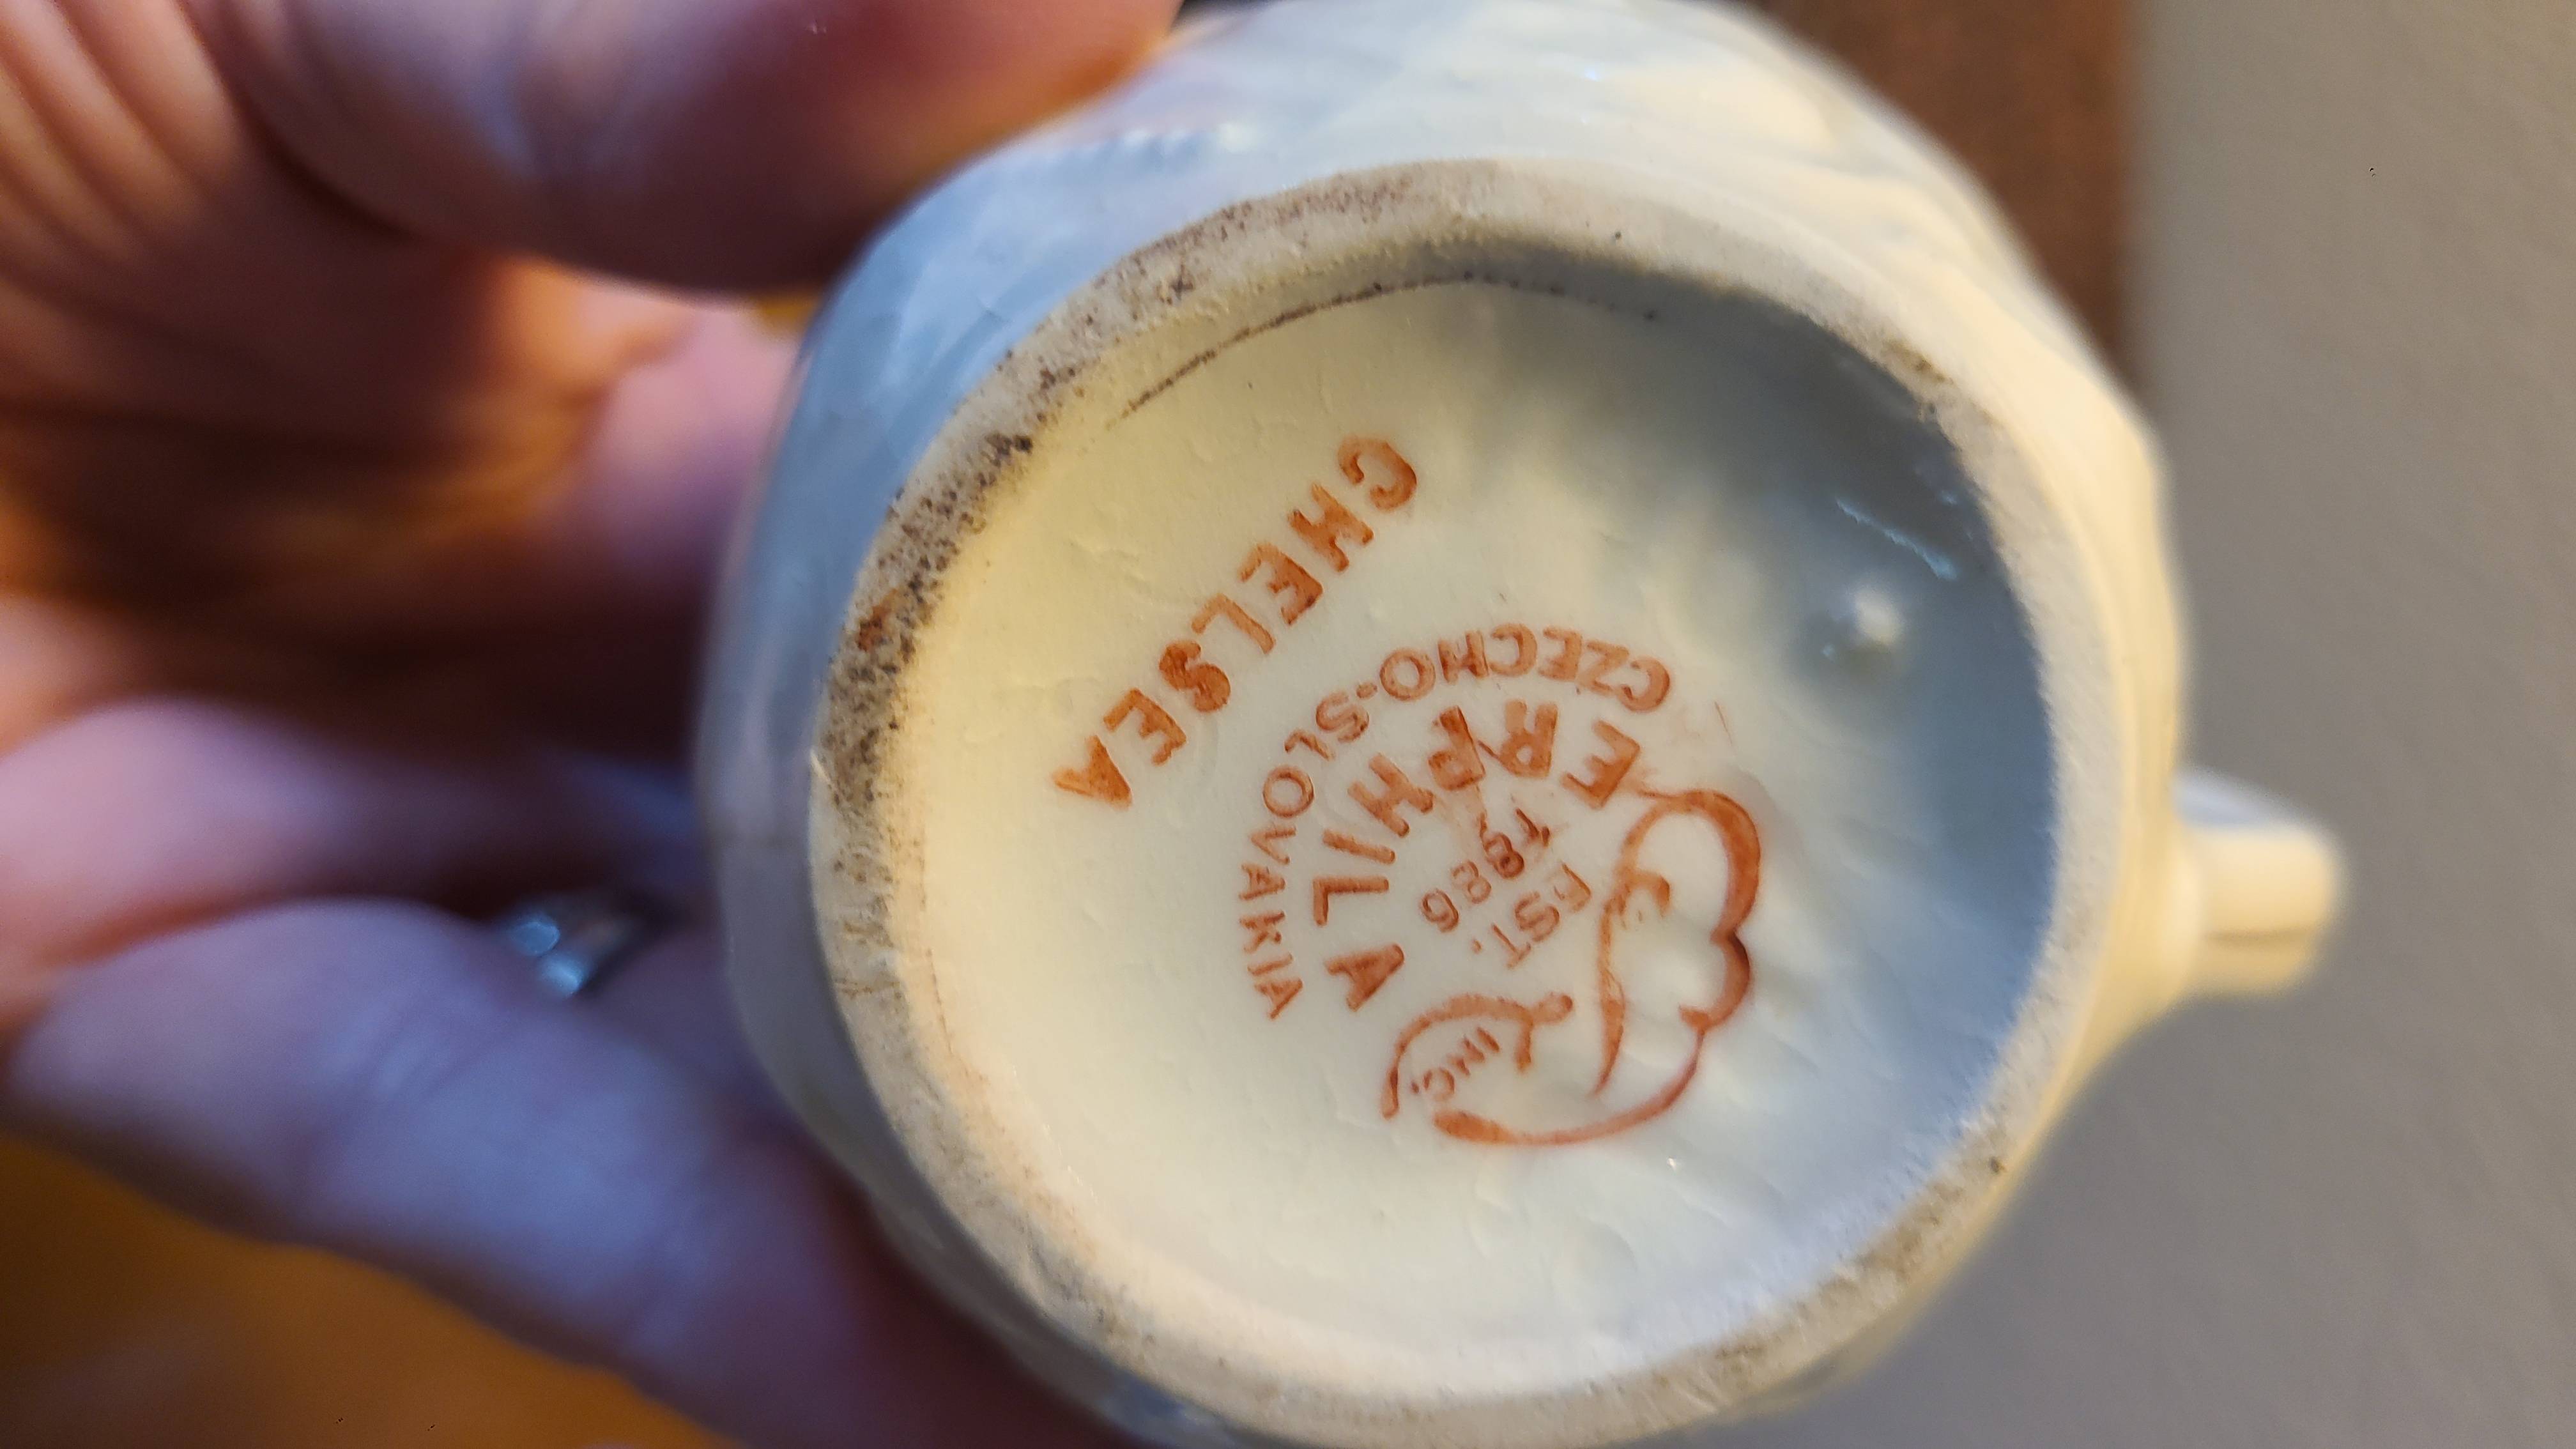 CHELSEA
CZECHO-SLOVAKIA
ERPHILA
EST.
1886
E
INC.